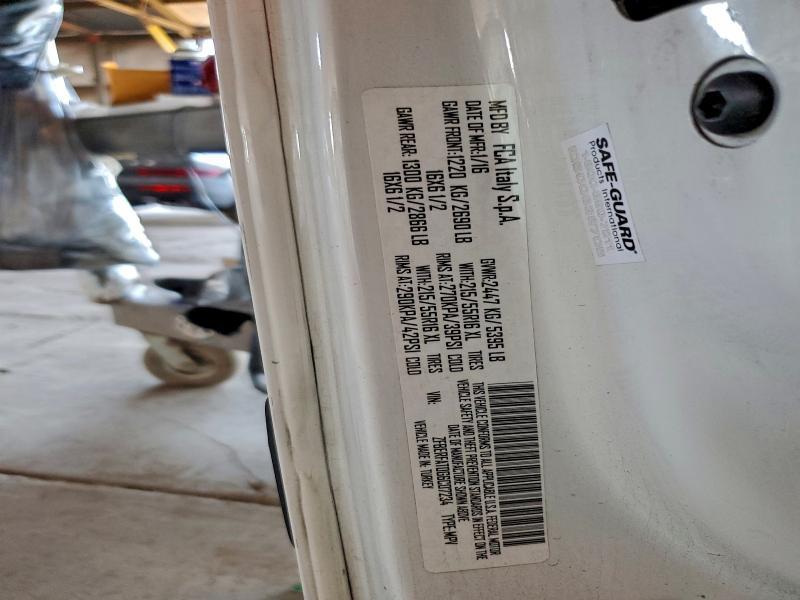 MFD BY FCA Italy S.p.A.
DATE OF MFR:1/16 GVWR:2447 KG/5395 LB
GAWR FRONT:1220 KG/2690 LB WITH:215/55R16 XL TIRES
16X6 1/2 RIMS AT:270KPA/39PSI COLD
GAWR REAR: 1300 KG/2866 LB WITH:215/55R16 XL TIRES
16X6 1/2 RIMS AT:290KPA/42PSI COLD
THIS VEHICLE CONFORMS TO ALL APPLICABLE U.S.A. FEDERAL MOTOR
VEHICLE SAFETY AND THEFT PREVENTION STANDARDS IN EFFECT ON THE
DATE OF MANUFACTURE SHOWN ABOVE
VIN: TYPE:MPV
VEHICLE MADE IN: TURKEY
SAFE-GUARD®
Products International